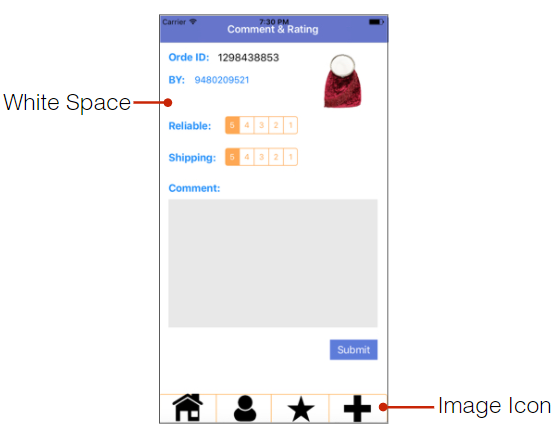 Carrier 7:30 PM
Comment & Rating
Orde ID: 1298438853
BY: 9480209521
White Space
Reliable: 5 4 3 2 1
Shipping: 5 4 3 2 1
Comment:
Submit
Image Icon